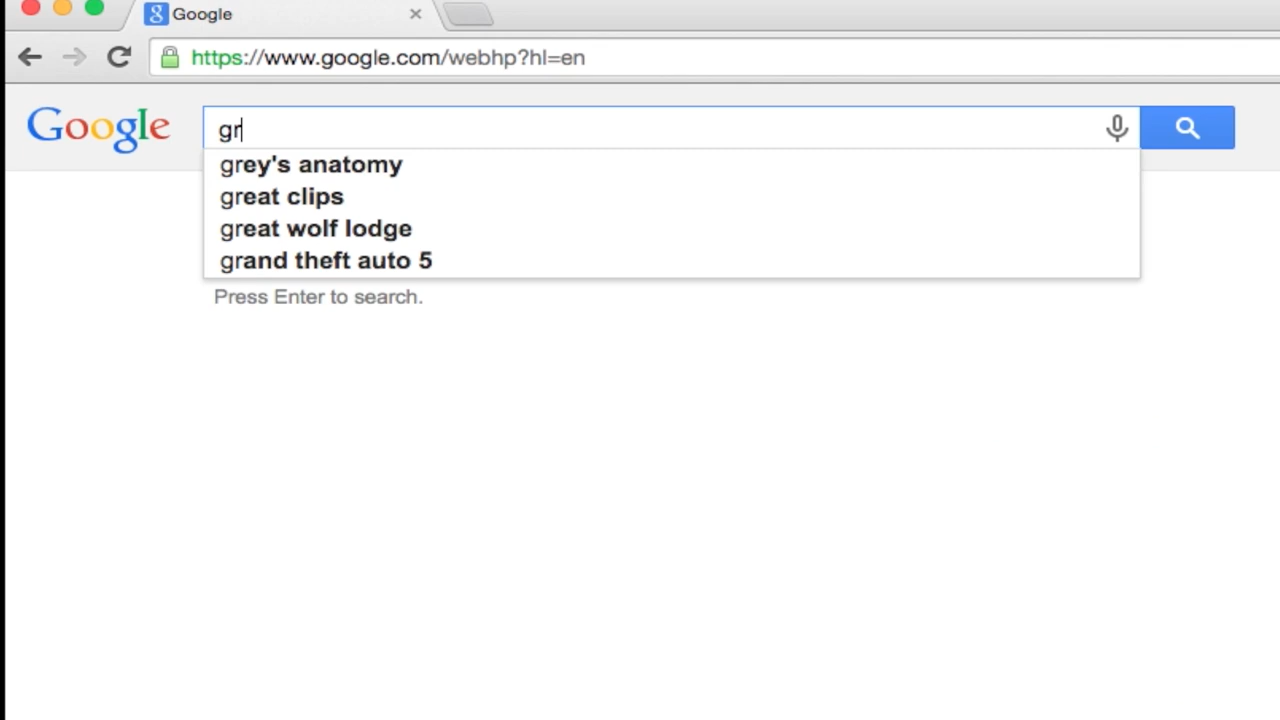 Google
https://www.google.com/webhp?hl=en
Google
gr
grey's anatomy
great clips
great wolf lodge
grand theft auto 5
Press Enter to search.